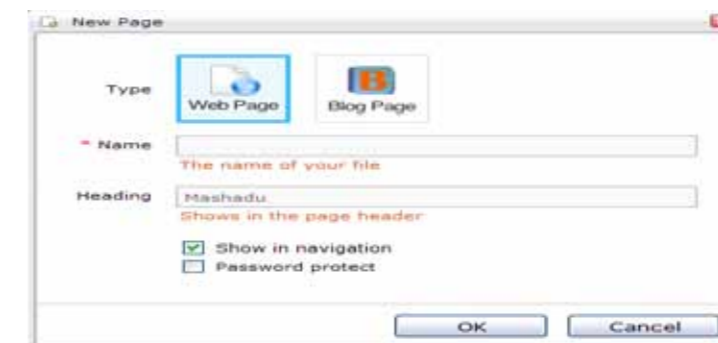 New Page
Type
Web Page
Blog Page
* Name
The name of your file
Heading
Mashadu
Shows in the page header
Show in navigation
Password protect
OK
Cancel